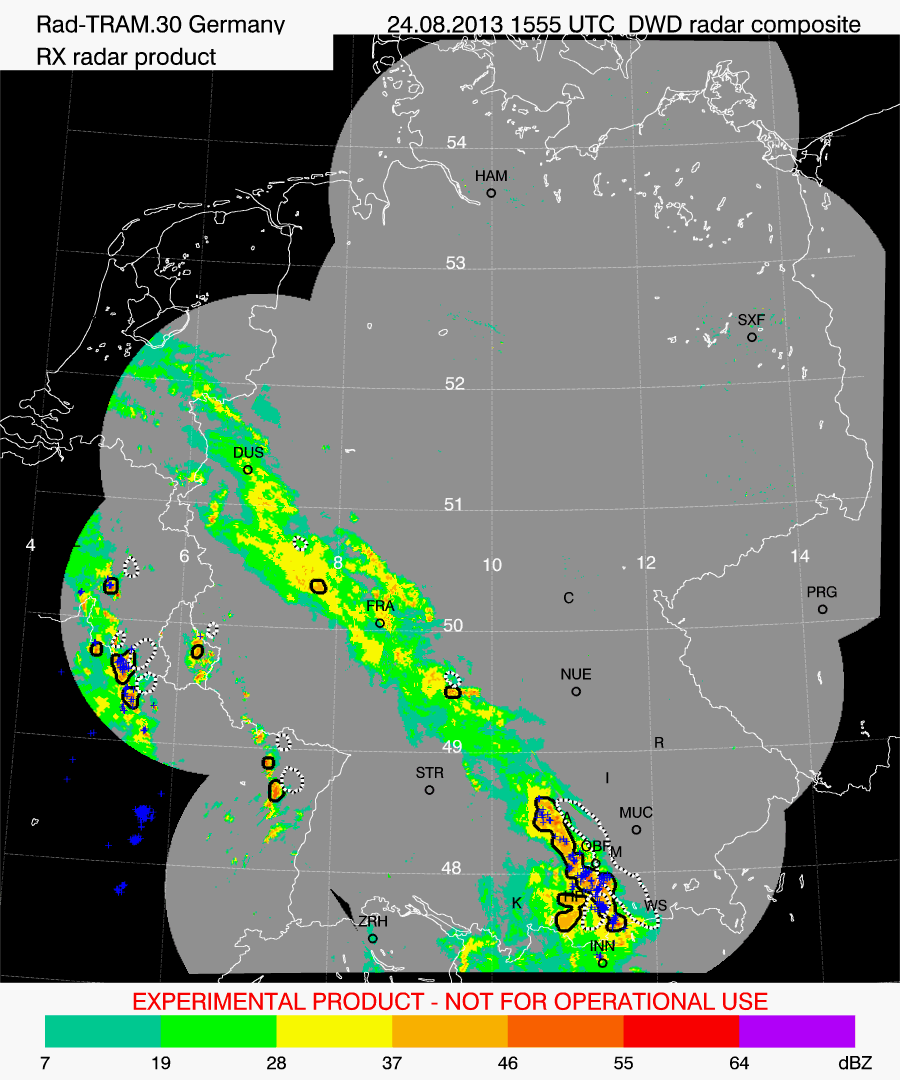 Rad-TRAM.30 Germany 24.08.2013 1555 UTC DWD radar composite
RX radar product
54
HAM
53
SXF
52
DUS
51
4 6 8 10 12 14
C
PRG
FRA
50
NUE
R
49
STR
I
A
MUC
OBF
M
48
K
WS
ZRH
INN
EXPERIMENTAL PRODUCT - NOT FOR OPERATIONAL USE
7 19 28 37 46 55 64 dBZ